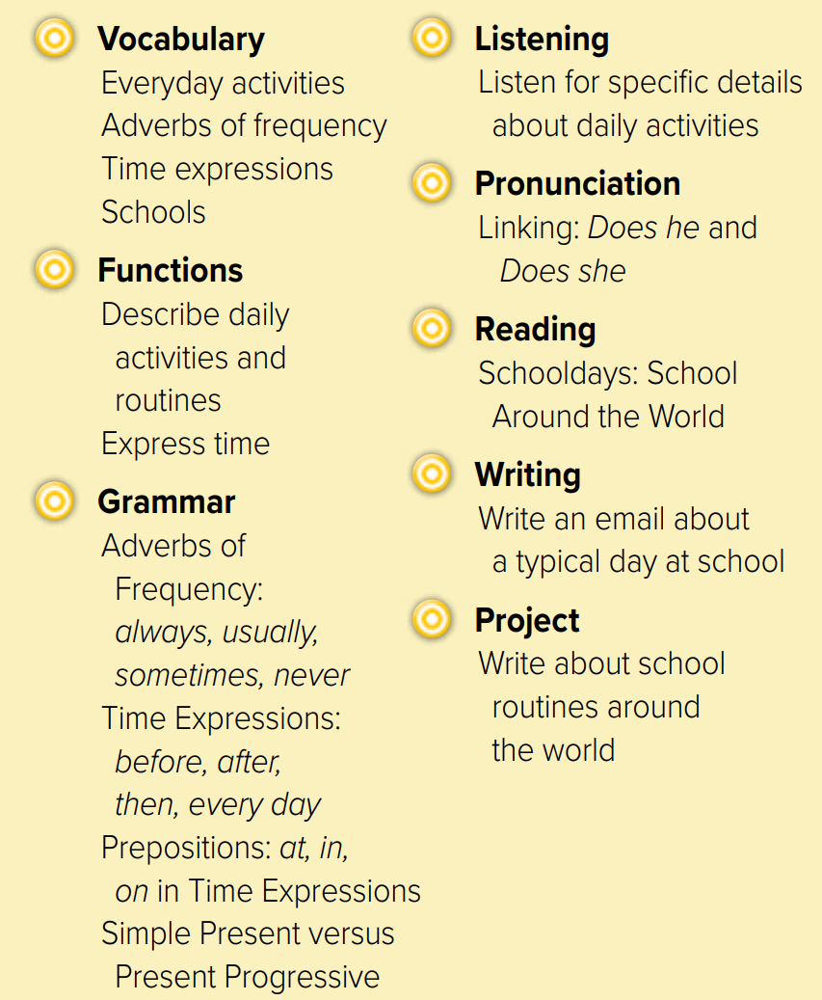 Vocabulary
Everyday activities
Adverbs of frequency
Time expressions
Schools
Functions
Describe daily
activities and
routines
Express time
Grammar
Adverbs of
Frequency:
always, usually,
sometimes, never
Time Expressions:
before, after,
then, every day
Prepositions: at, in,
on in Time Expressions
Simple Present versus
Present Progressive
Listening
Listen for specific details
about daily activities
Pronunciation
Linking: Does he and
Does she
Reading
Schooldays: School
Around the World
Writing
Write an email about
a typical day at school
Project
Write about school
routines around
the world